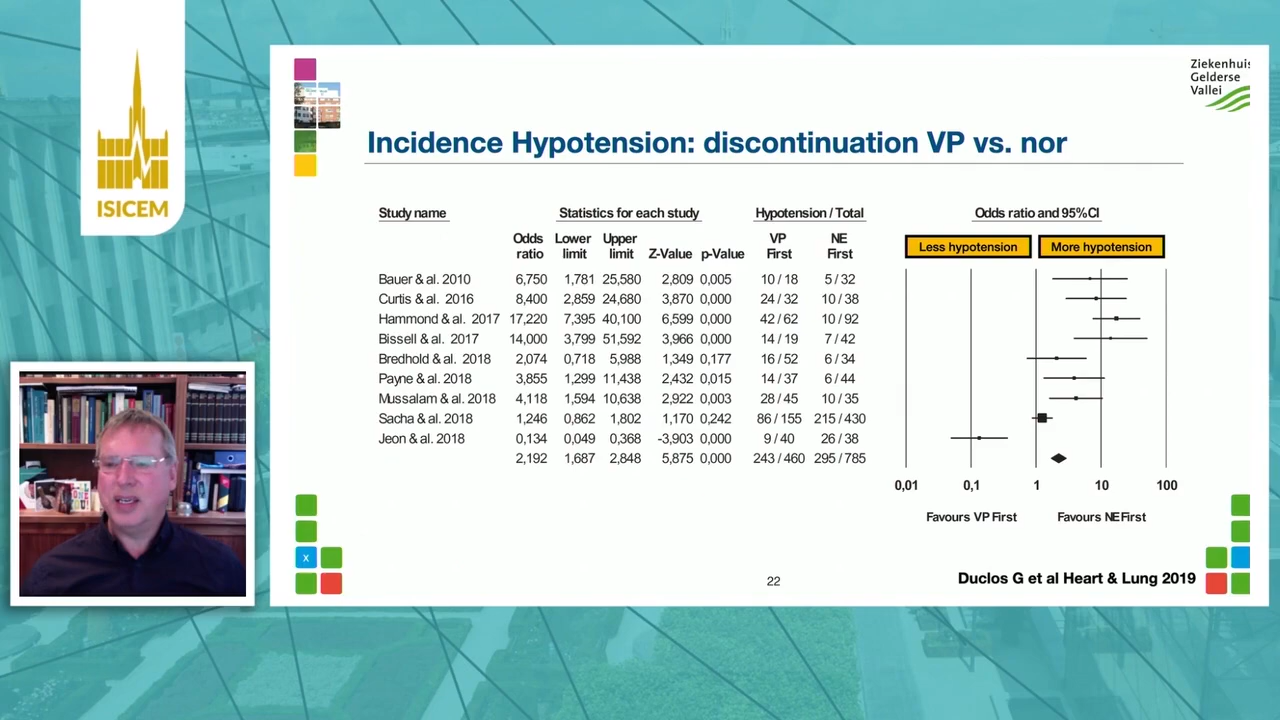 ISICEM
Ziekenhuis
Gelderse
Vallei
Incidence Hypotension: discontinuation VP vs. nor
Study name Statistics for each study Hypotension / Total Odds ratio and 95%CI
Odds ratio Lower limit Upper limit Z-Value p-Value VP First NE First Less hypotension More hypotension
Bauer & al. 2010 6,750 1,781 25,580 2,809 0,005 10 / 18 5 / 32
Curtis & al. 2016 8,400 2,859 24,680 3,870 0,000 24 / 32 10 / 38
Hammond & al. 2017 17,220 7,395 40,100 6,599 0,000 42 / 62 10 / 92
Bissell & al. 2017 14,000 3,799 51,592 3,966 0,000 14 / 19 7 / 42
Bredhold & al. 2018 2,074 0,718 5,988 1,349 0,177 16 / 52 6 / 34
Payne & al. 2018 3,855 1,299 11,438 2,432 0,015 14 / 37 6 / 44
Mussalam & al. 2018 4,118 1,594 10,638 2,922 0,003 28 / 45 10 / 35
Sacha & al. 2018 1,246 0,862 1,802 1,170 0,242 86 / 155 215 / 430
Jeon & al. 2018 0,134 0,049 0,368 -3,903 0,000 9 / 40 26 / 38
2,192 1,687 2,848 5,875 0,000 243 / 460 295 / 785
0,01 0,1 1 10 100
Favours VP First Favours NE First
x
22
Duclos G et al Heart & Lung 2019